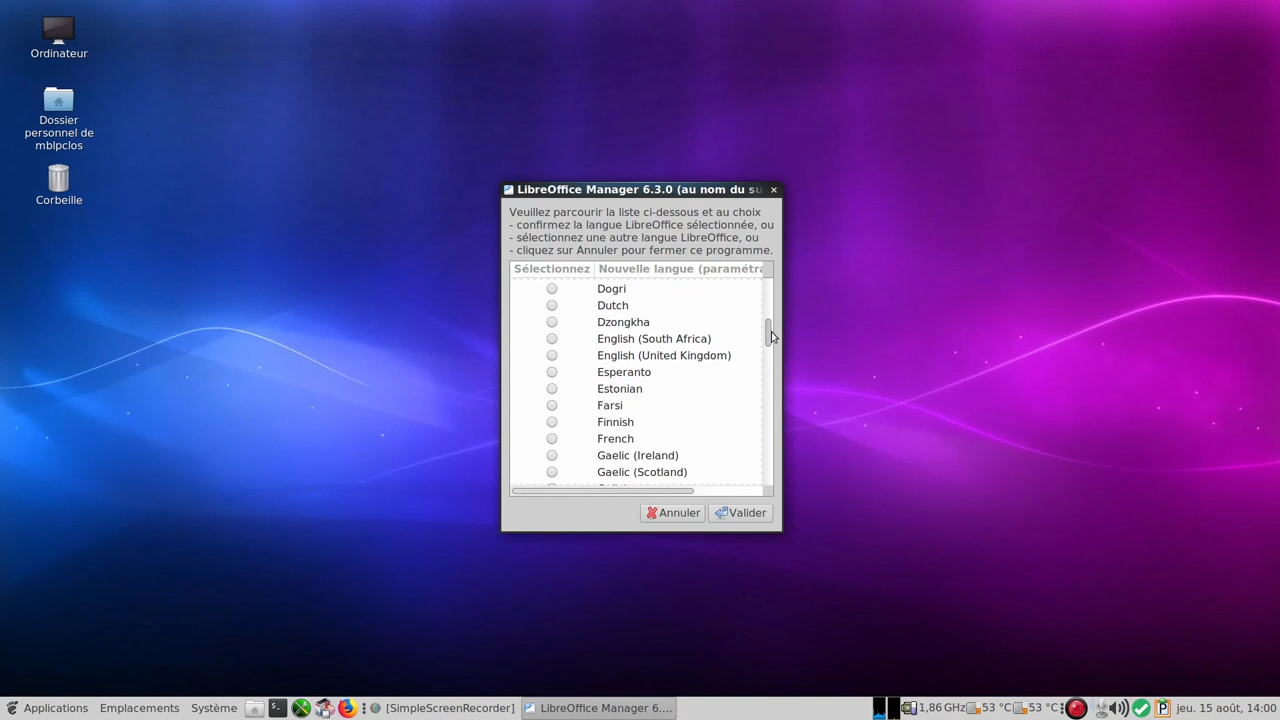 Ordinateur
Dossier
personnel de
mblpclos
Corbeille
LibreOffice Manager 6.3.0 (au nom du su
Veuillez parcourir la liste ci-dessous et au choix
- confirmez la langue LibreOffice sélectionnée, ou
- sélectionnez une autre langue LibreOffice, ou
- cliquez sur Annuler pour fermer ce programme.
Sélectionnez Nouvelle langue (paramétra
Dogri
Dutch
Dzongkha
English (South Africa)
English (United Kingdom)
Esperanto
Estonian
Farsi
Finnish
French
Gaelic (Ireland)
Gaelic (Scotland)
Annuler Valider
Applications Emplacements Système [SimpleScreenRecorder] LibreOffice Manager 6.... 1,86 GHz 53 °C 53 °C jeu. 15 août, 14:00